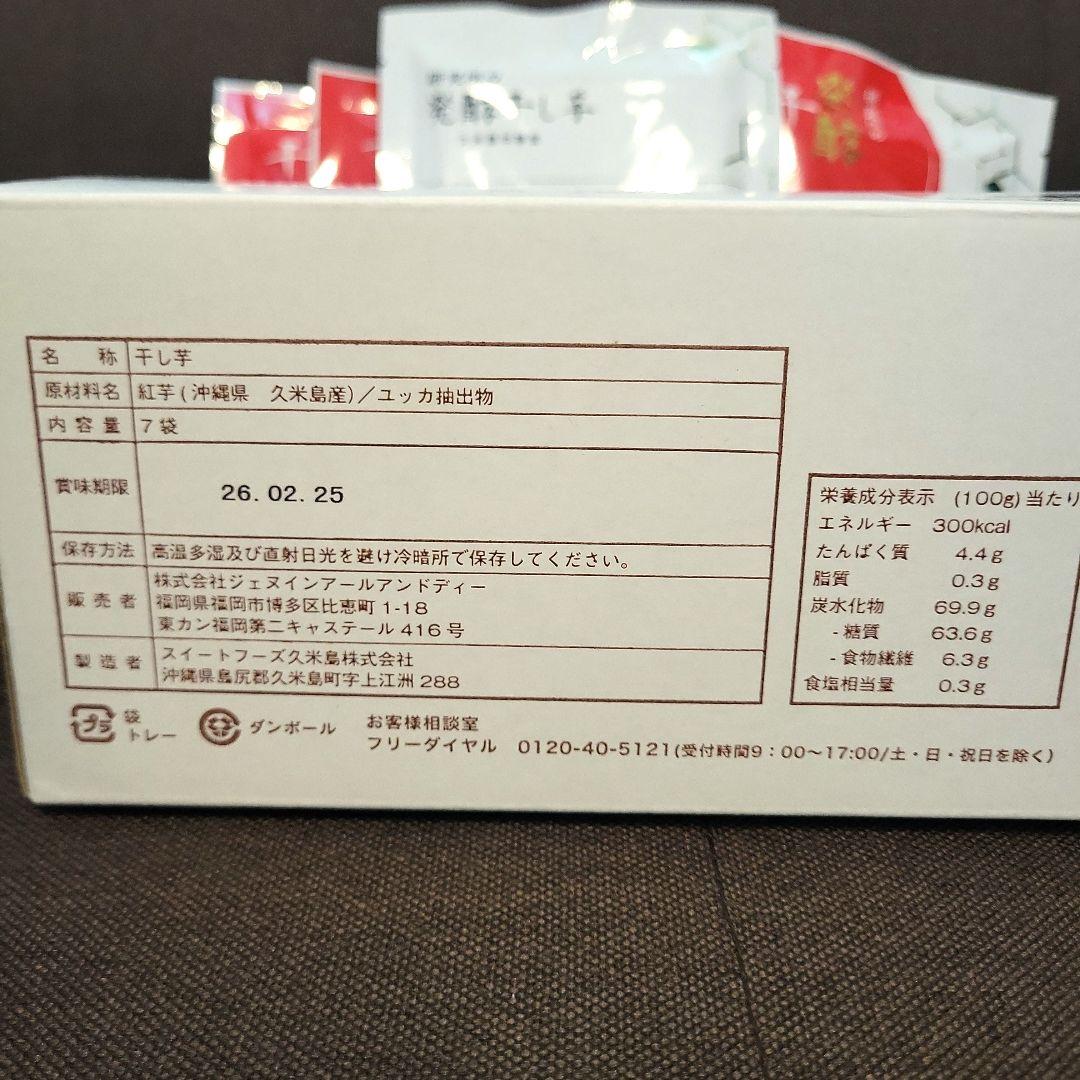 発酵干し芋
干
干
発酵
名称 干し芋
原材料名 紅芋(沖縄県 久米島産)/ユッカ抽出物
内容量 7袋
賞味期限 26.02.25
保存方法 高温多湿及び直射日光を避け冷暗所で保存してください。
販売者 株式会社ジェヌインアールアンドディー
福岡県福岡市博多区比恵町1-18
東カン福岡第二キャステール416号
製造者 スイートフーズ久米島株式会社
沖縄県島尻郡久米島町字上江洲288
栄養成分表示 (100g)当たり
エネルギー 300kcal
たんぱく質 4.4g
脂質 0.3g
炭水化物 69.9g
-糖質 63.6g
-食物繊維 6.3g
食塩相当量 0.3g
プラ 袋
トレー
ダンボール
お客様相談室
フリーダイヤル 0120-40-5121(受付時間9:00〜17:00/土・日・祝日を除く)